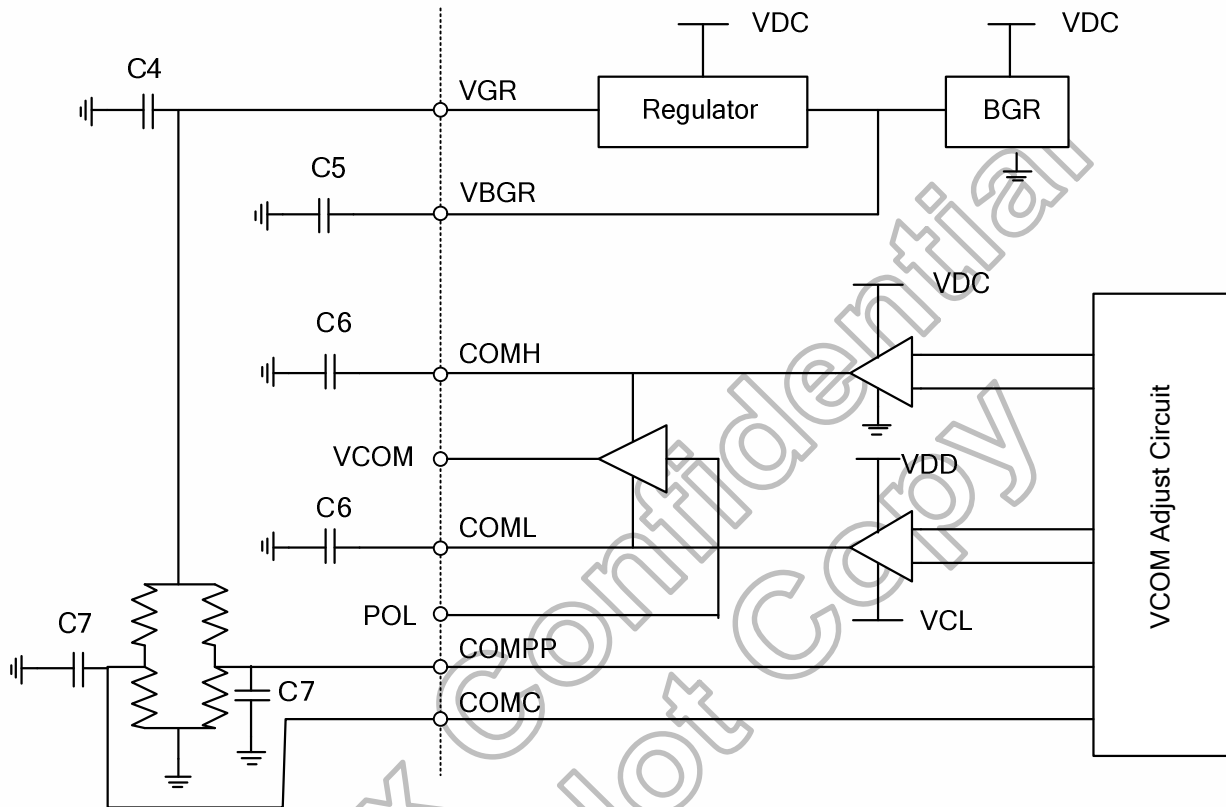 VDC
VDC
C4
VGR
Regulator
BGR
C5
VBGR
VDC
C6
COMH
VCOM
VDD
C6
COML
VCOM Adjust Circuit
POL
VCL
C7
COMPP
C7
COMC
Confidential
Copy